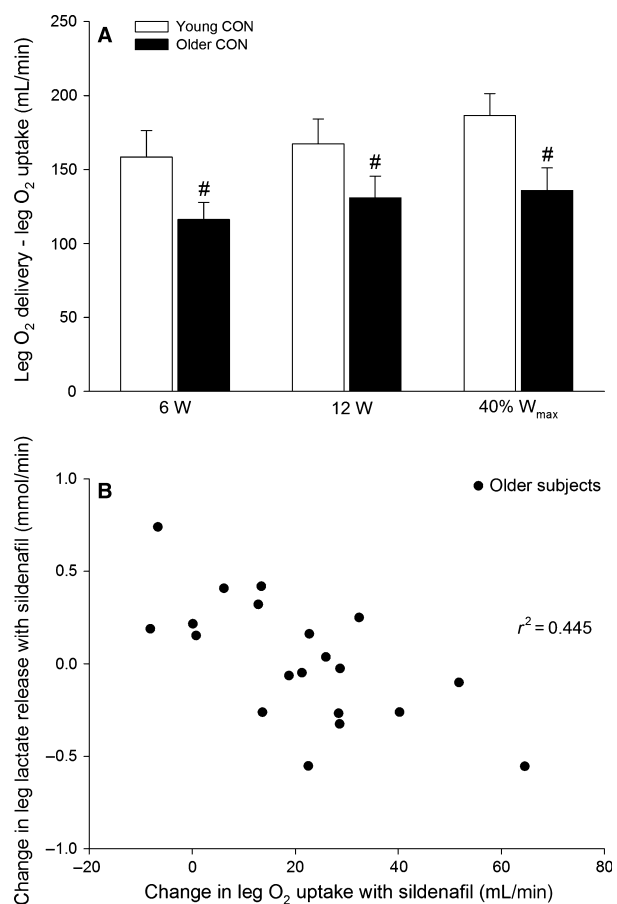 A
Young CON
Older CON
Leg O₂ delivery - leg O₂ uptake (mL/min)
250
200
150
100
50
0
#
#
#
6 W
12 W
40% Wmax
B
Older subjects
r² = 0.445
Change in leg lactate release with sildenafil (mmol/min)
1.0
0.5
0.0
–0.5
–1.0
–20
0
20
40
60
80
Change in leg O₂ uptake with sildenafil (mL/min)